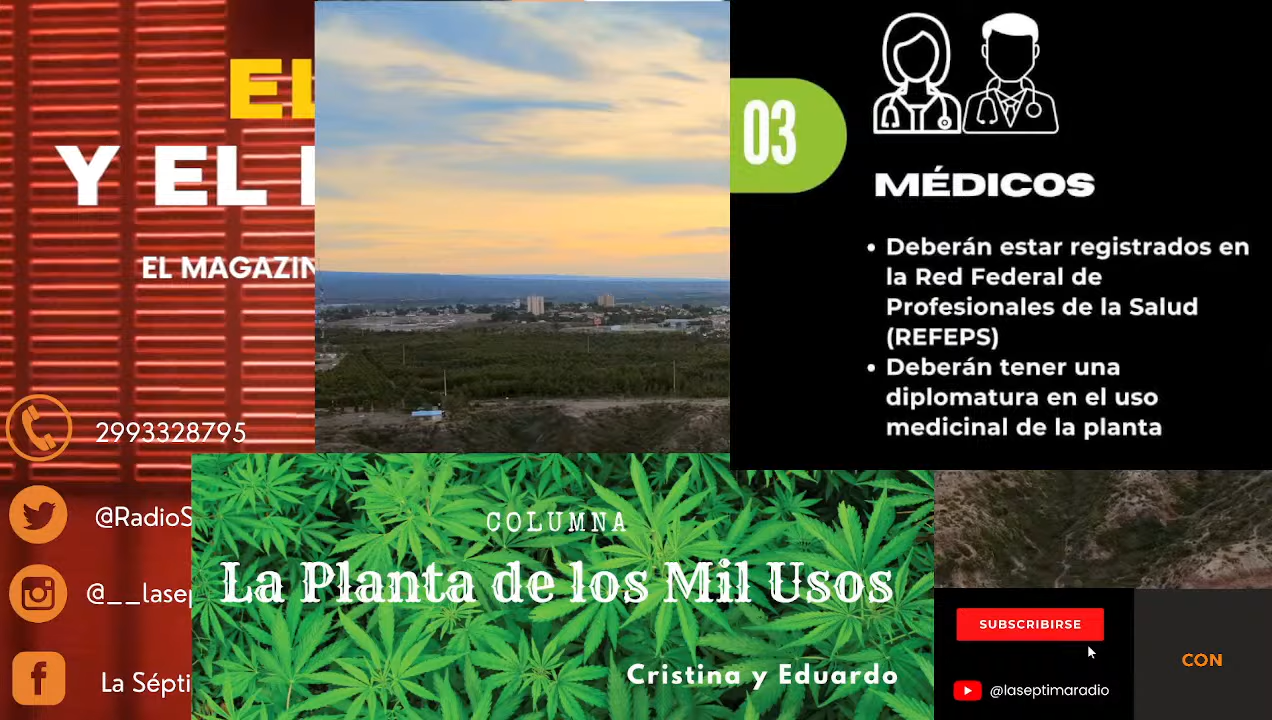 EL
Y EL
EL MAGAZIN
2993328795
@RadioS
@__lasep
La Sépti
03
MÉDICOS
• Deberán estar registrados en
la Red Federal de
Profesionales de la Salud
(REFEPS)
• Deberán tener una
diplomatura en el uso
medicinal de la planta
COLUMNA
La Planta de los Mil Usos
Cristina y Eduardo
SUBSCRIBIRSE
@laseptimaradio
CON